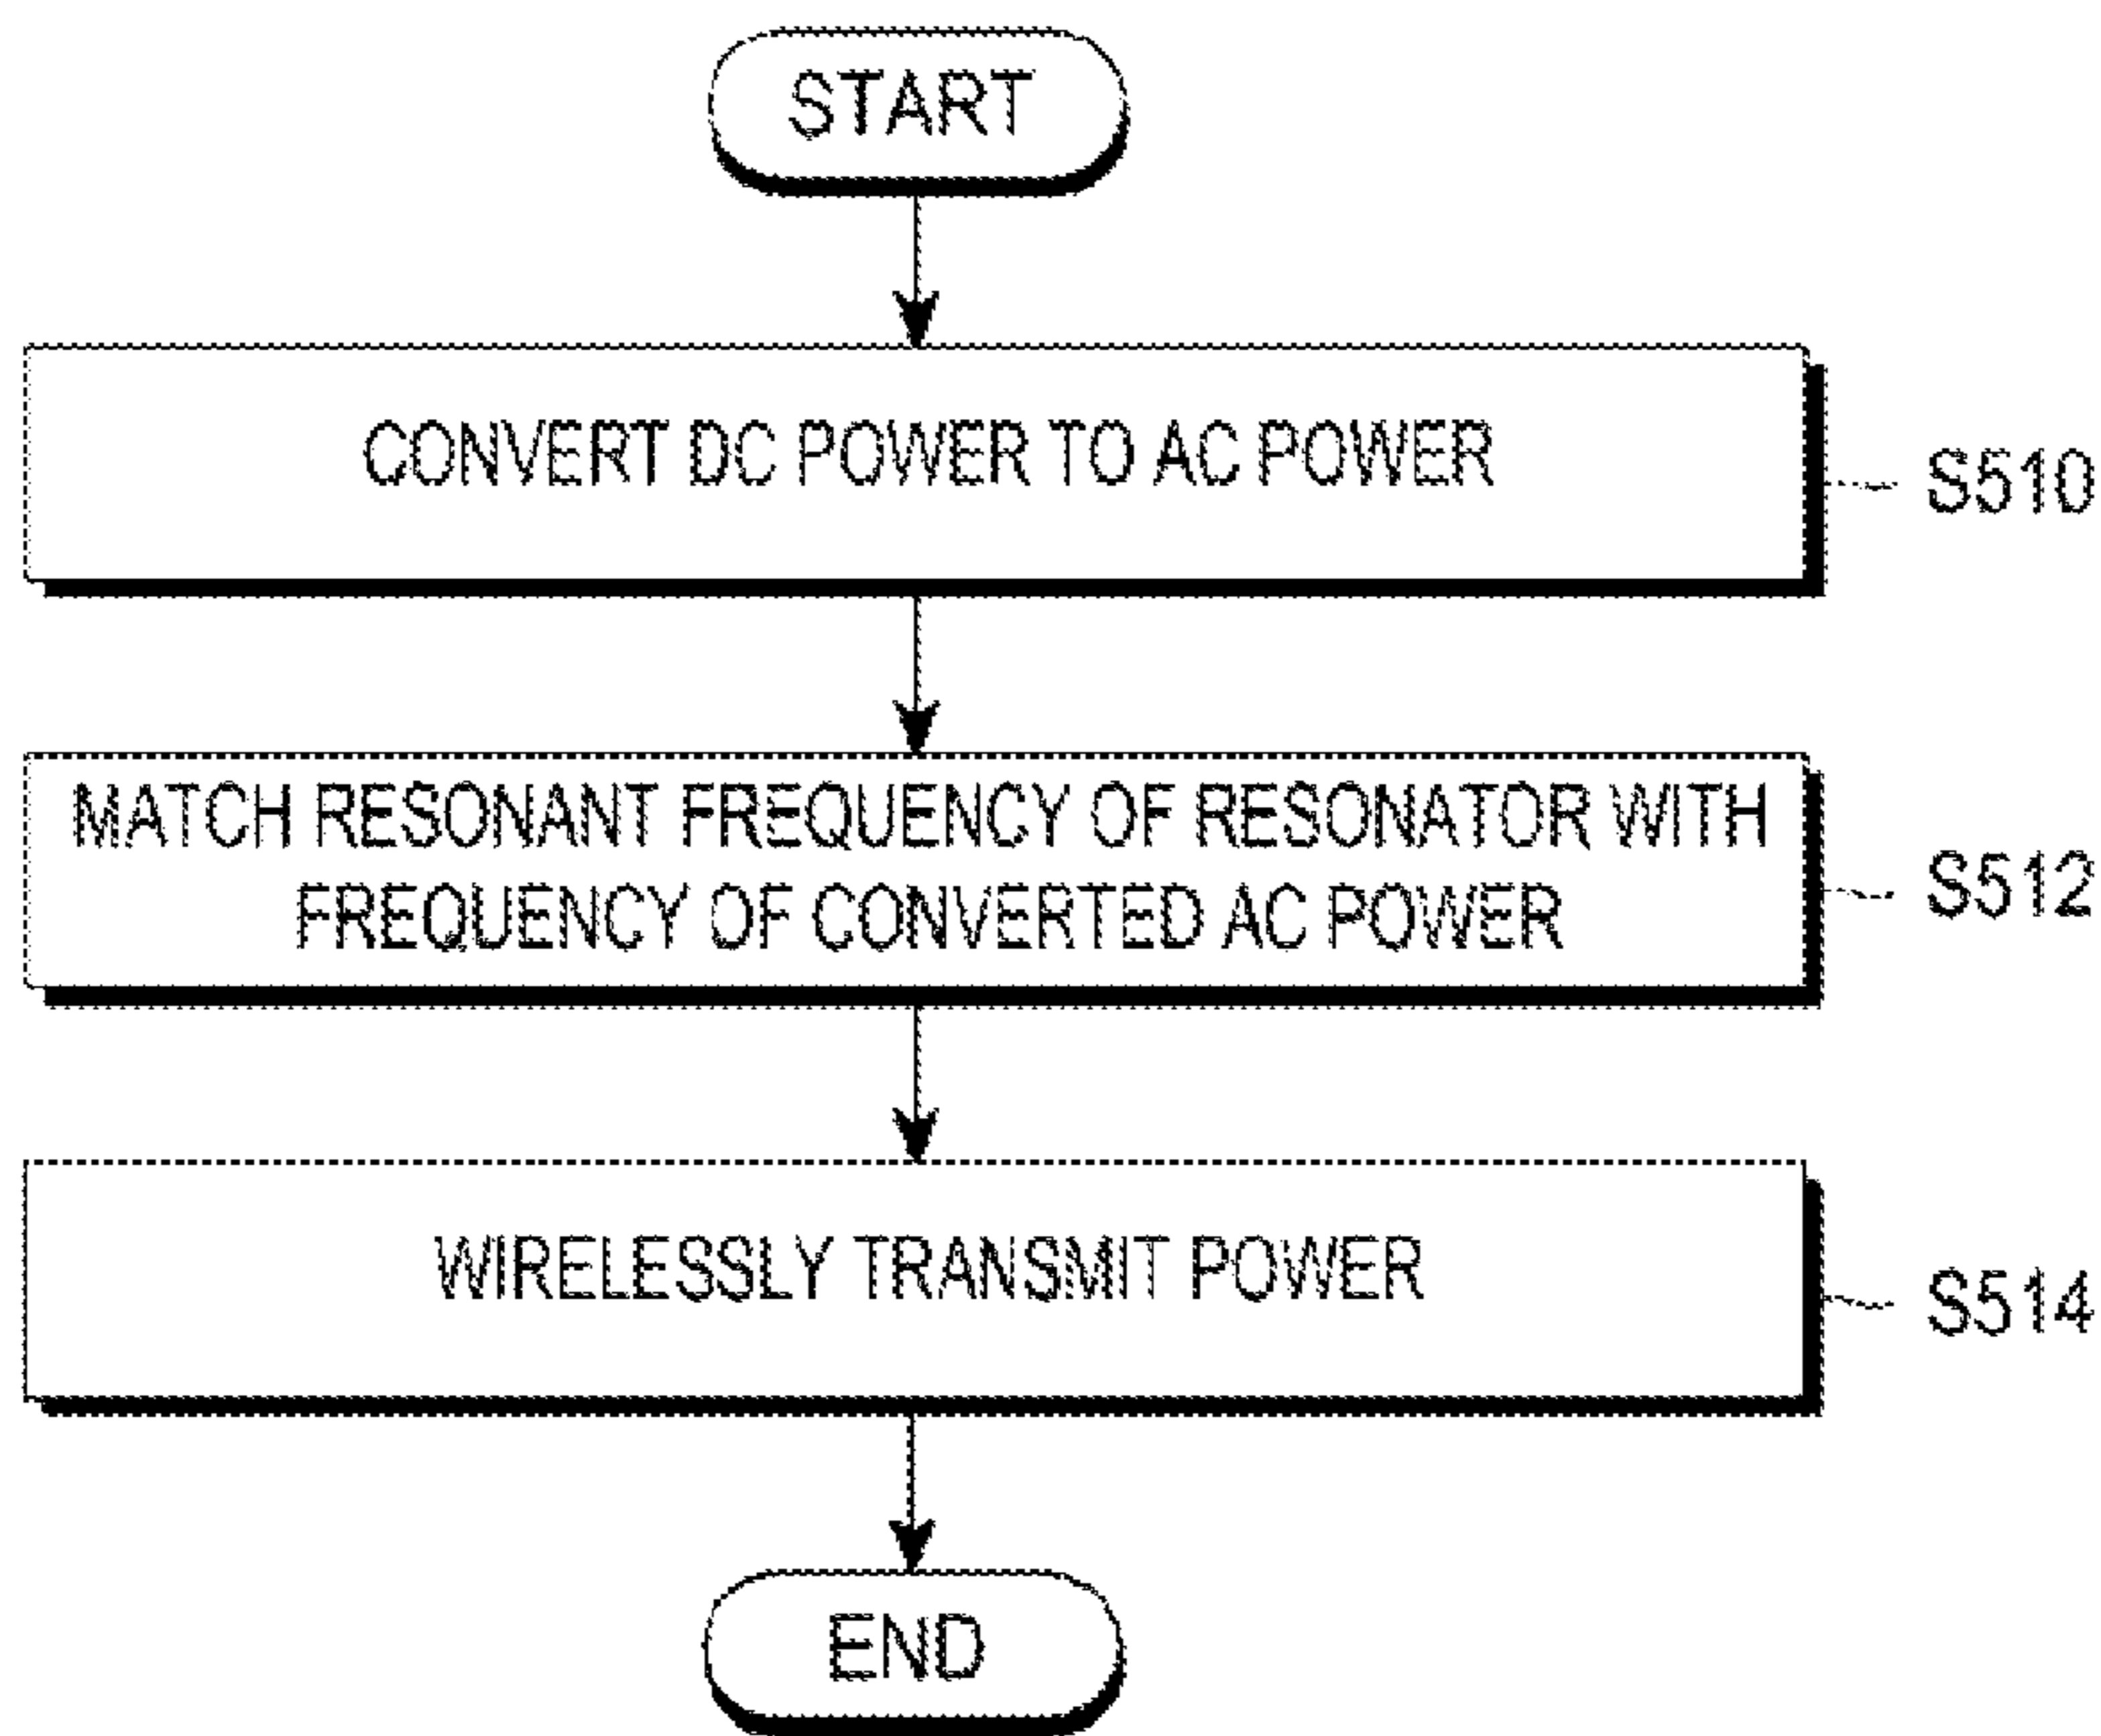 START
CONVERT DC POWER TO AC POWER
S510
MATCH RESONANT FREQUENCY OF RESONATOR WITH
FREQUENCY OF CONVERTED AC POWER
S512
WIRELESSLY TRANSMIT POWER
S514
END